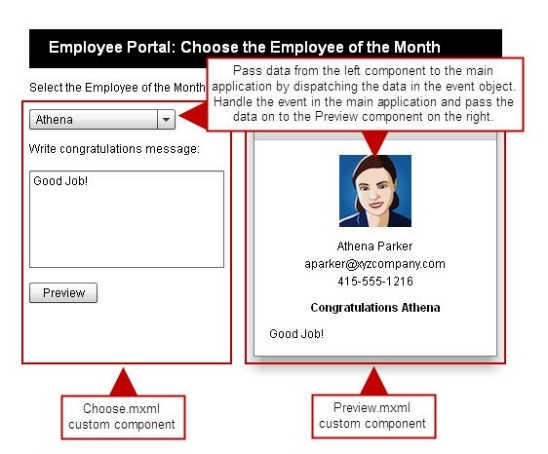 Employee Portal: Choose the Employee of the Month
Select the Employee of the Month
Pass data from the left component to the main
application by dispatching the data in the event object.
Handle the event in the main application and pass the
data on to the Preview component on the right.
Athena
Write congratulations message:
Good Job!
Preview
Athena Parker
aparker@xyzcompany.com
415-555-1216
Congratulations Athena
Good Job!
Choose.mxml
custom component
Preview.mxml
custom component